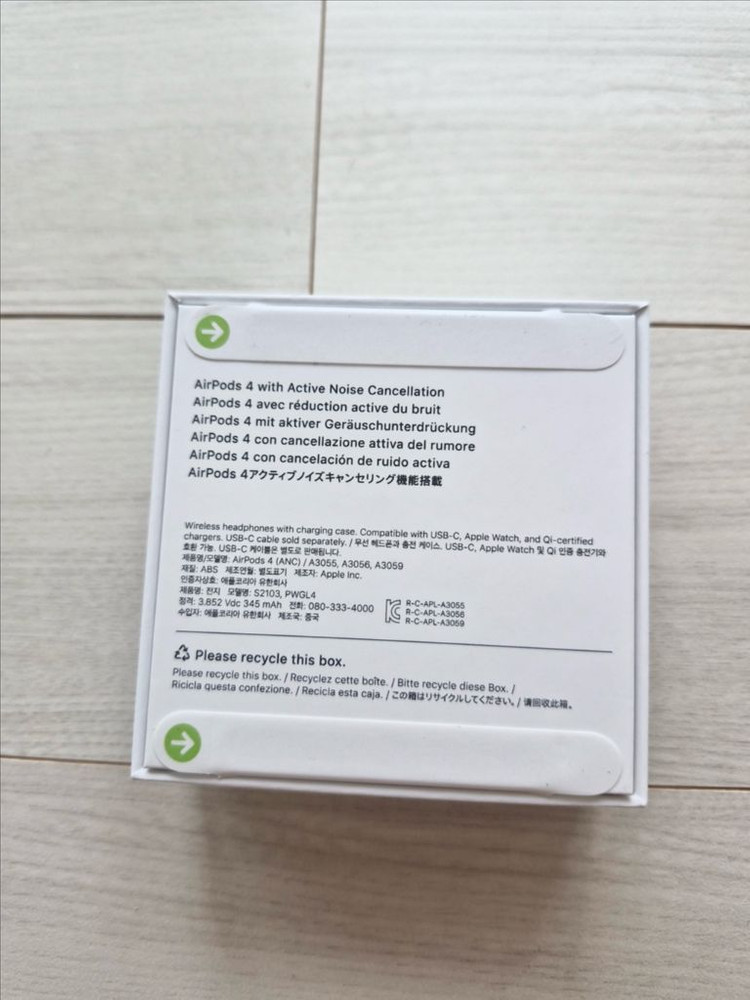 AirPods 4 with Active Noise Cancellation
AirPods 4 avec réduction active du bruit
AirPods 4 mit aktiver Geräuschunterdrückung
AirPods 4 con cancellazione attiva del rumore
AirPods 4 con cancelación de ruido activa
AirPods 4アクティブノイズキャンセリング機能搭載
Wireless headphones with charging case. Compatible with USB-C, Apple Watch, and Qi-certified
chargers. USB-C cable sold separately. / 무선 헤드폰과 충전 케이스. USB-C, Apple Watch 및 Qi 인증 충전기와
호환 가능. USB-C 케이블은 별도로 판매됩니다.
제품명/모델명: AirPods 4 (ANC) / A3055, A3056, A3059
재질: ABS 제조연월: 별도표기 제조자: Apple Inc.
인증자상호: 애플코리아 유한회사
제품명: 전지 모델명: S2103, PWGL4
정격: 3.852 Vdc 345 mAh 전화: 080-333-4000
수입자: 애플코리아 유한회사 제조국: 중국
R-C-APL-A3055
R-C-APL-A3056
R-C-APL-A3059
Please recycle this box.
Please recycle this box. / Recyclez cette boîte. / Bitte recycle diese Box. /
Ricicla questa confezione. / Recicla esta caja. / この箱はリサイクルしてください。/ 请回收此箱。